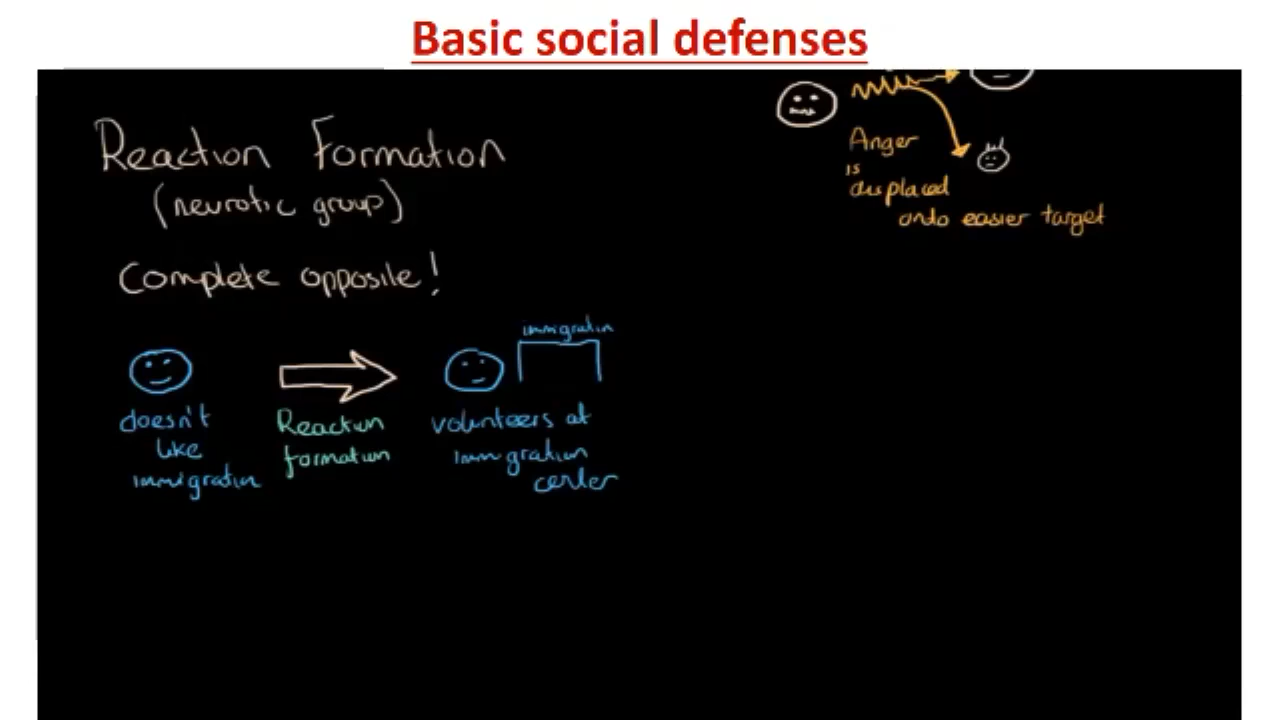 Basic social defenses
Reaction Formation
(neurotic group)
Complete opposite!
immigration
doesn't
like
immigration
Reaction
formation
volunteers at
immigration
center
Anger
is
displaced
onto easier target